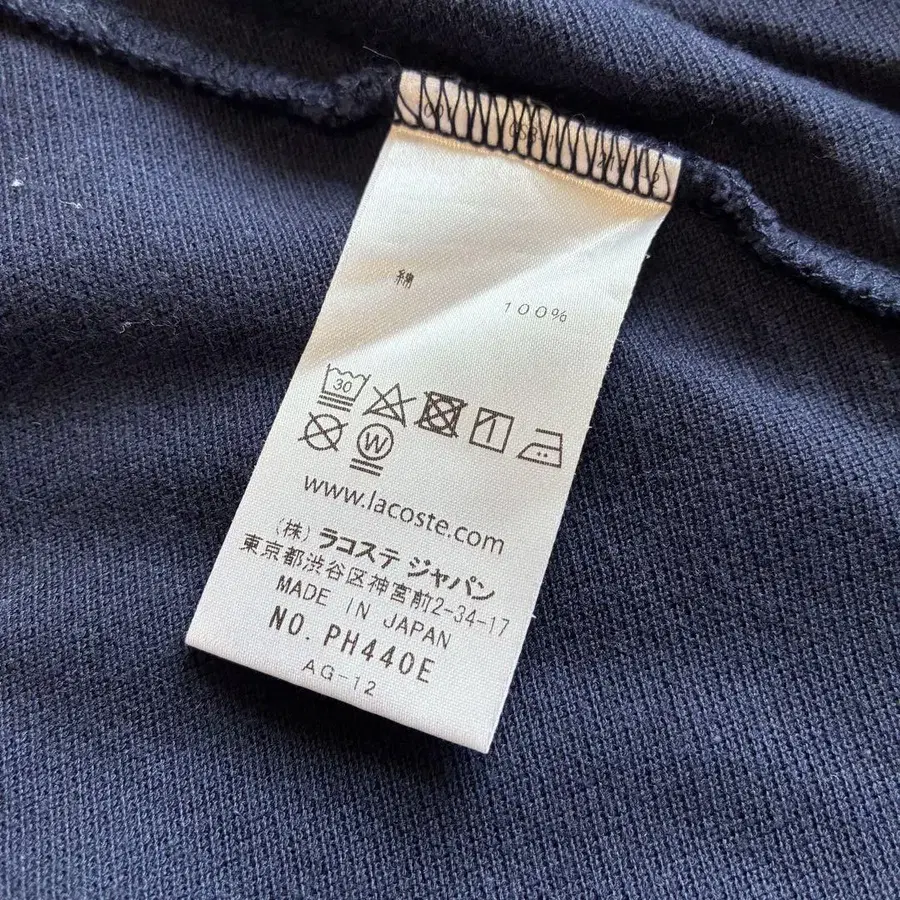 綿
100%
30
W
www.lacoste.com
(株) ラコステ ジャパン
東京都渋谷区神宮前2-34-17
MADE IN JAPAN
NO. PH440E
AG-12